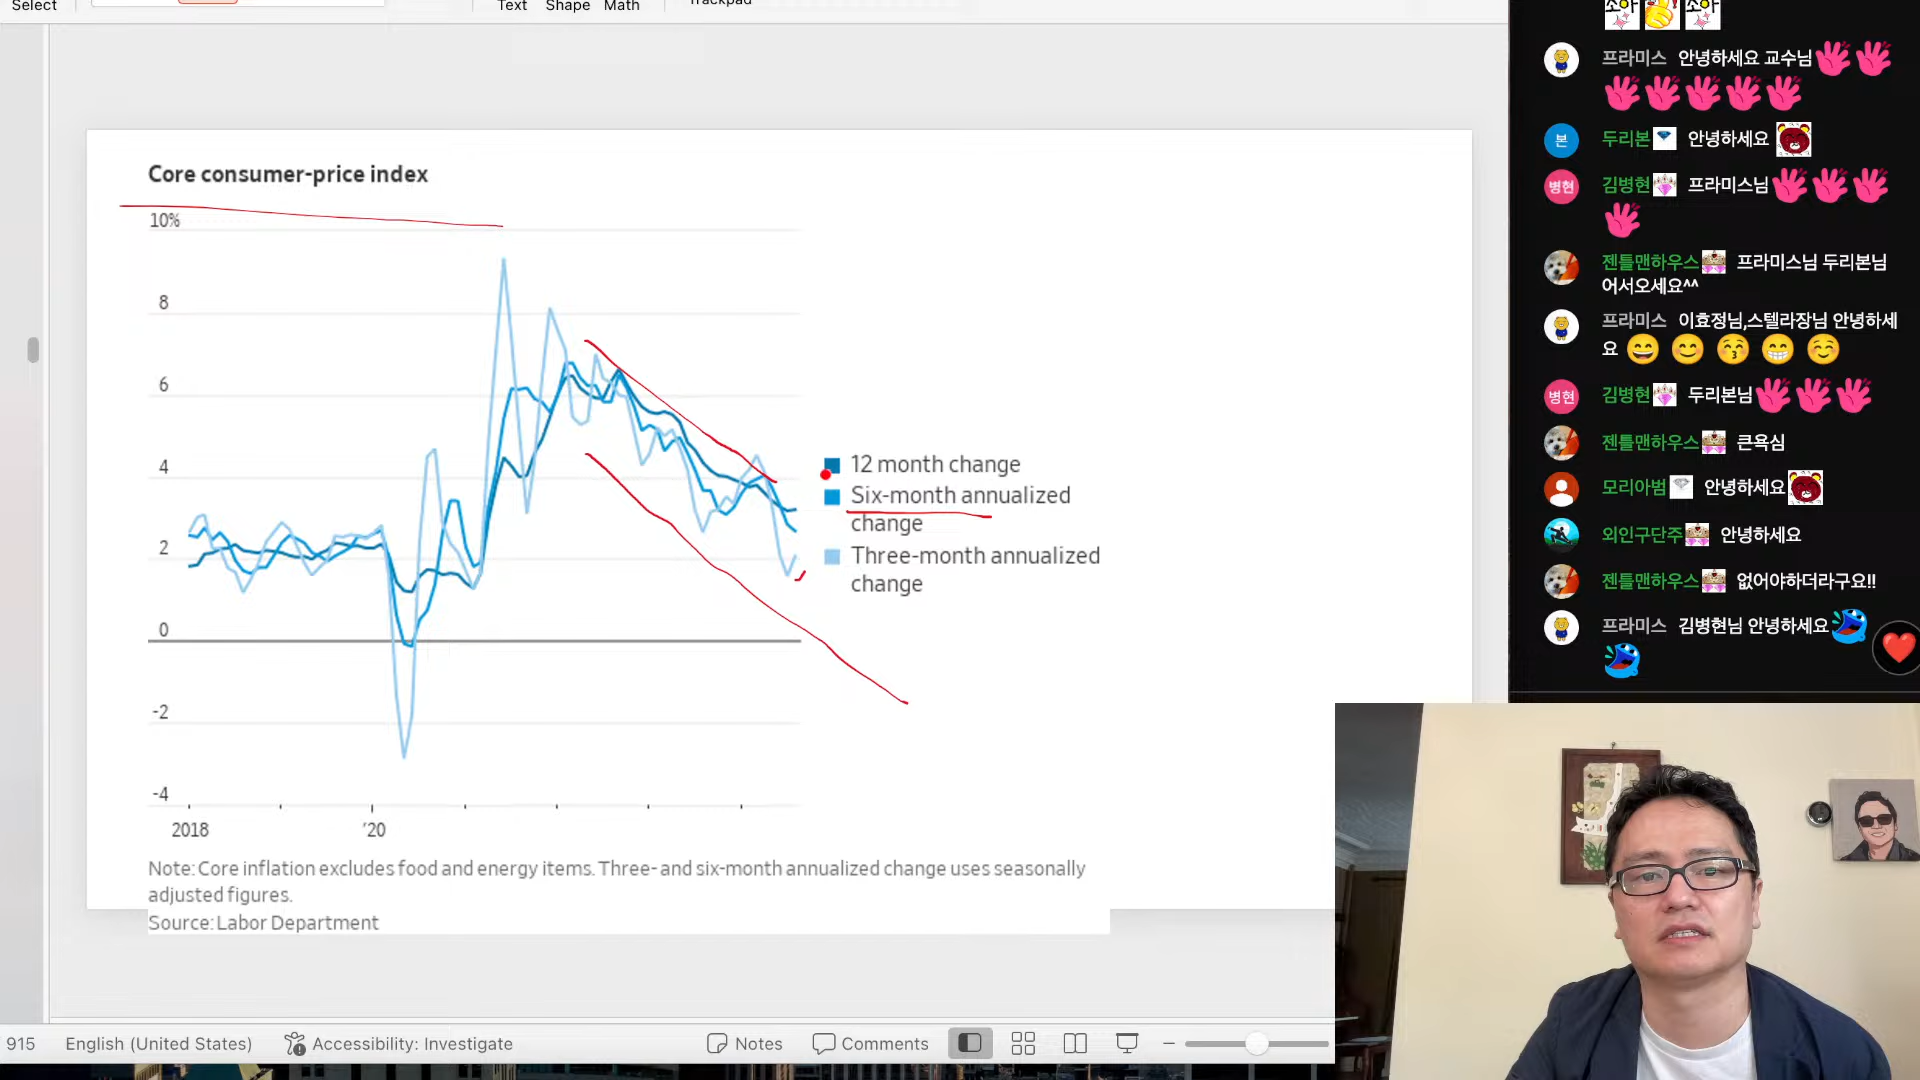 Select
Text Shape Math
Trackpad
Core consumer-price index
10%
8
6
4
2
0
-2
-4
2018 '20
12 month change
Six-month annualized
change
Three-month annualized
change
Note: Core inflation excludes food and energy items. Three- and six-month annualized change uses seasonally
adjusted figures.
Source: Labor Department
915 English (United States) Accessibility: Investigate Notes Comments
프라미스 안녕하세요 교수님
본 두리본 안녕하세요
병현 김병현 프라미스님
젠틀맨하우스 프라미스님 두리본님
어서오세요^^
프라미스 이효정님,스텔라장님 안녕하세
요
병현 김병현 두리본님
젠틀맨하우스 큰욕심
모리아범 안녕하세요
외인구단주 안녕하세요
젠틀맨하우스 없어야하더라구요!!
프라미스 김병현님 안녕하세요